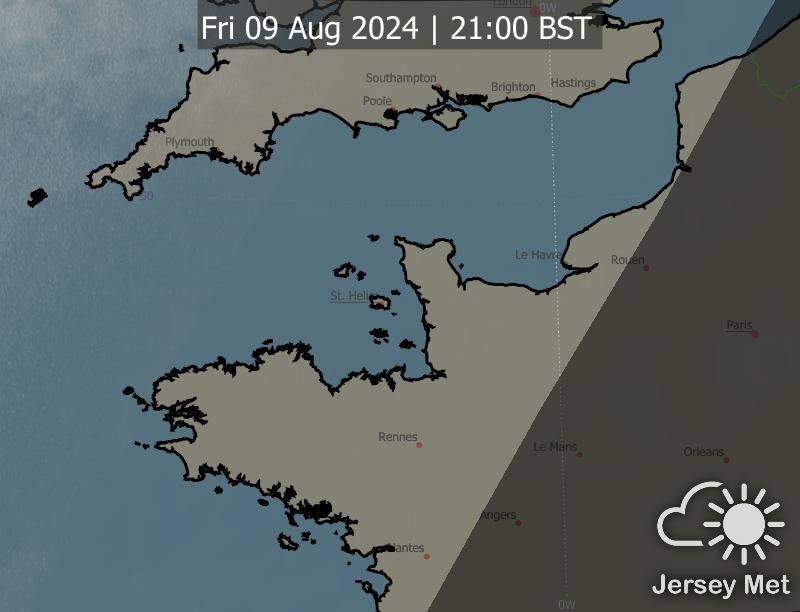 London
0W
Fri 09 Aug 2024 | 21:00 BST
Southampton
Brighton
Hastings
Poole
Plymouth
50
Le Havre
Rouen
St. Helier
Paris
Rennes
Le Mans
Orleans
Angers
Nantes
Jersey Met
0W